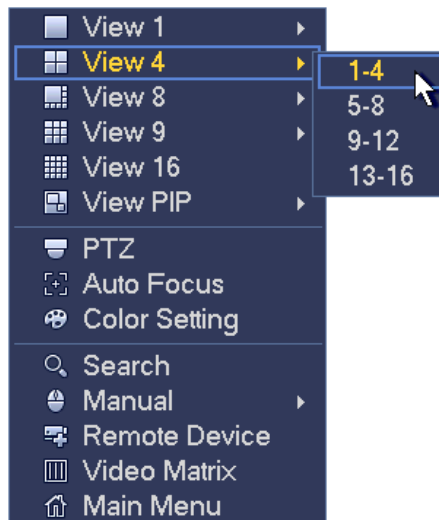 View 1
View 4
1-4
View 8
5-8
View 9
9-12
View 16
13-16
View PIP
PTZ
Auto Focus
Color Setting
Search
Manual
Remote Device
Video Matrix
Main Menu